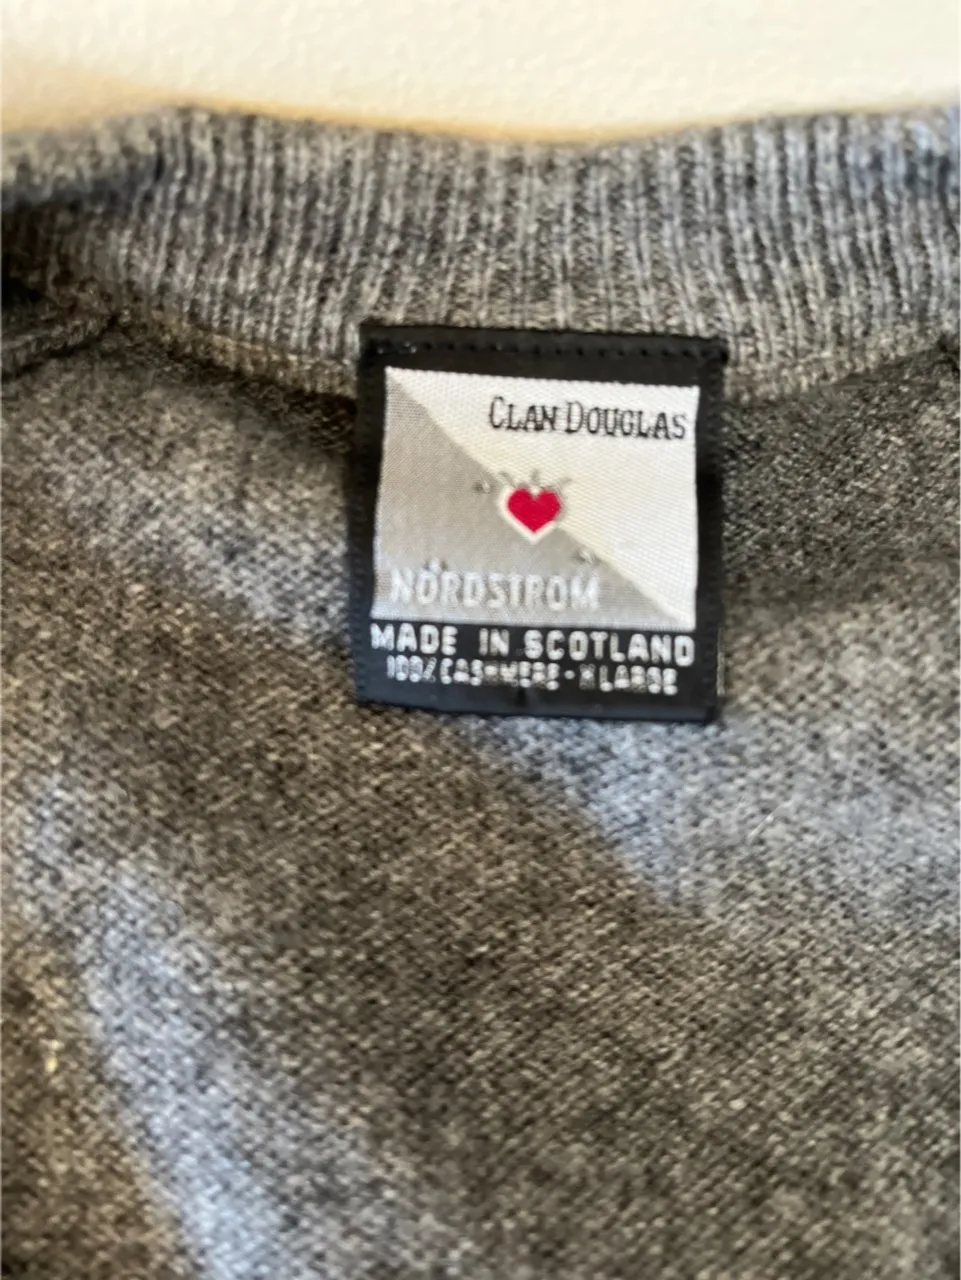 CLAN DOUGLAS
NORDSTROM
MADE IN SCOTLAND
100% CASHMERE - X LARGE